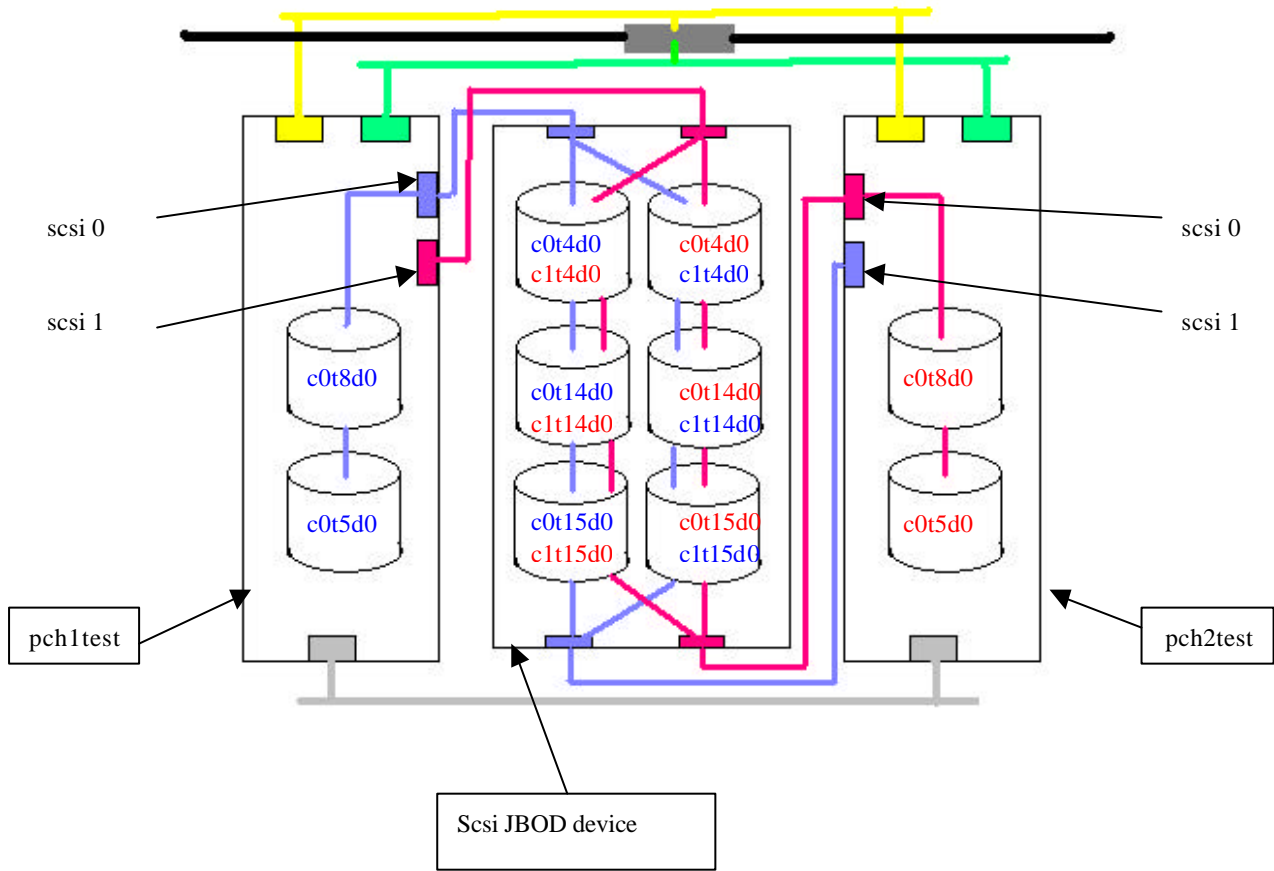 scsi 0
scsi 1
c0t8d0
c0t5d0
pch1test
c0t4d0
c1t4d0
c0t14d0
c1t14d0
c0t15d0
c1t15d0
c0t4d0
c1t4d0
c0t14d0
c1t14d0
c0t15d0
c1t15d0
scsi 0
scsi 1
c0t8d0
c0t5d0
pch2test
Scsi JBOD device